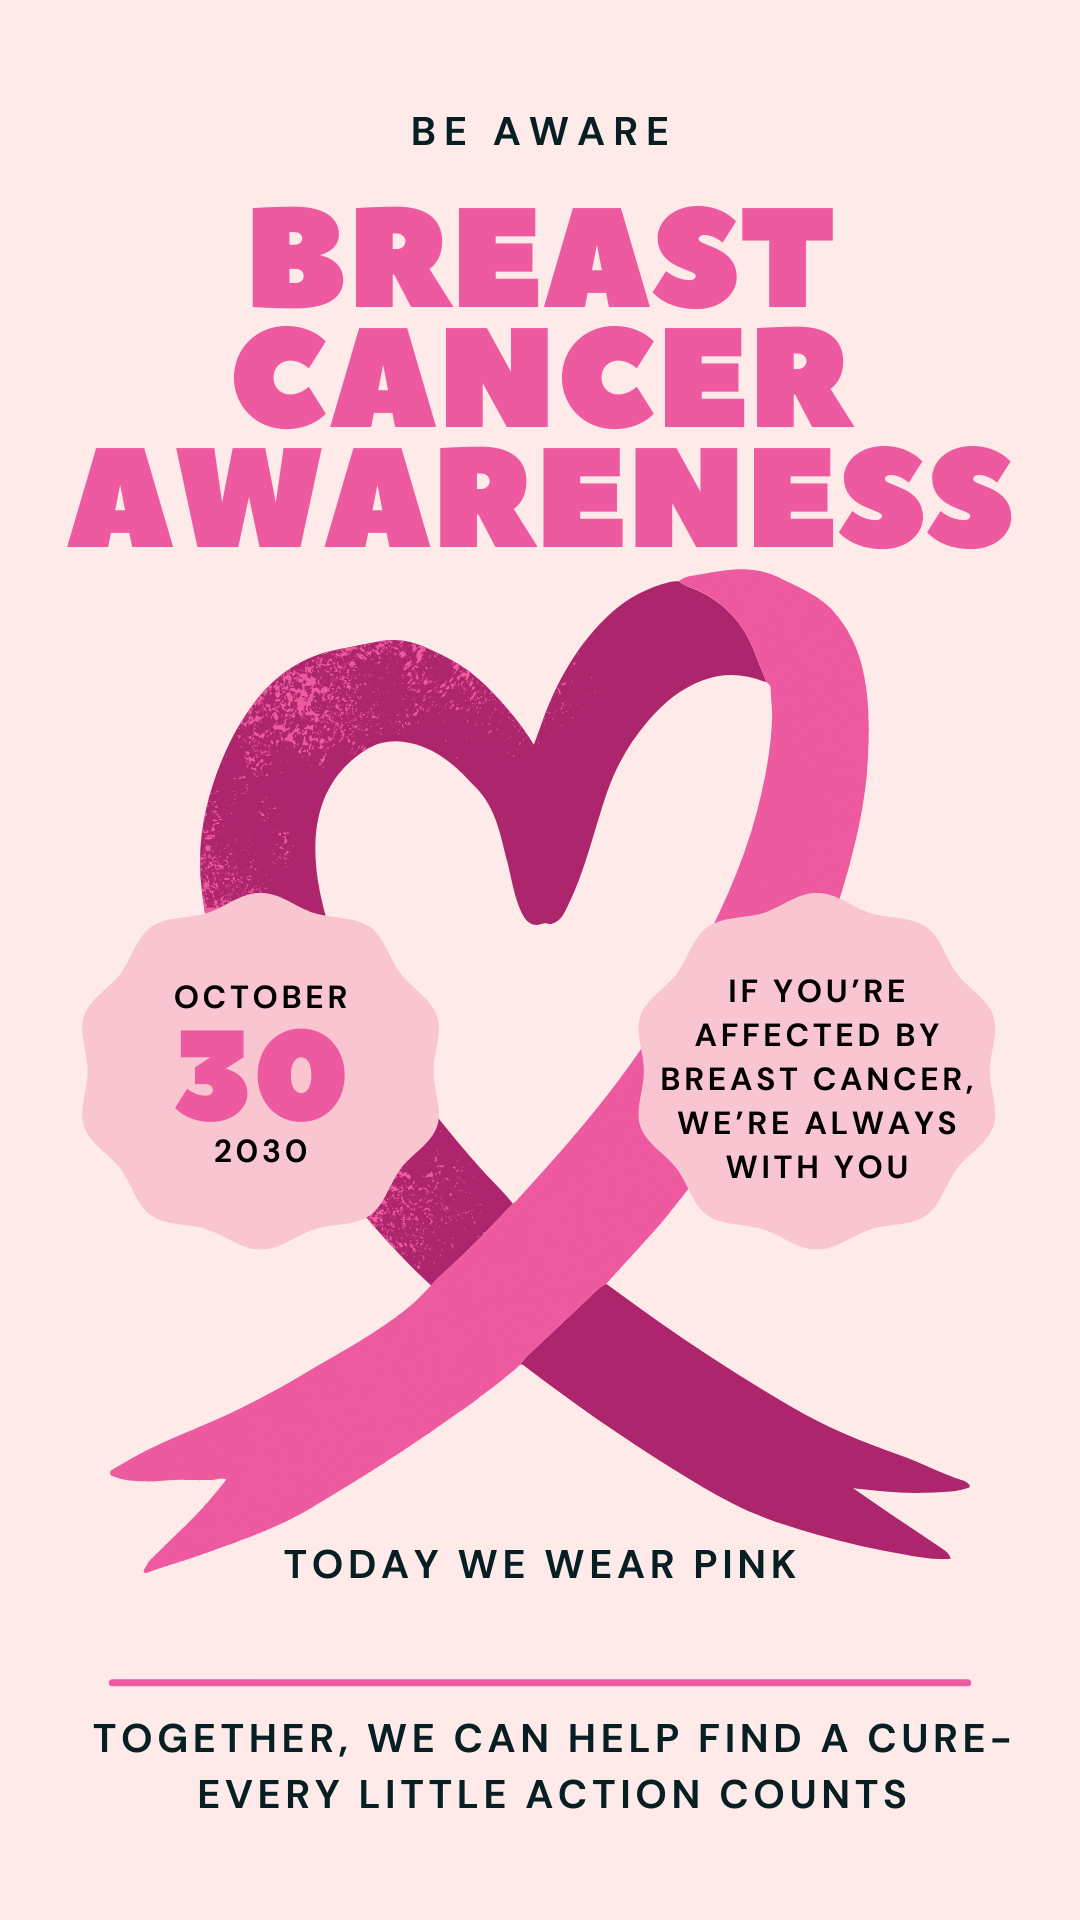 BE AWARE
BREAST
CANCER
AWARENESS
OCTOBER
30
2030
IF YOU’RE
AFFECTED BY
BREAST CANCER,
WE’RE ALWAYS
WITH YOU
TODAY WE WEAR PINK
TOGETHER, WE CAN HELP FIND A CURE–
EVERY LITTLE ACTION COUNTS